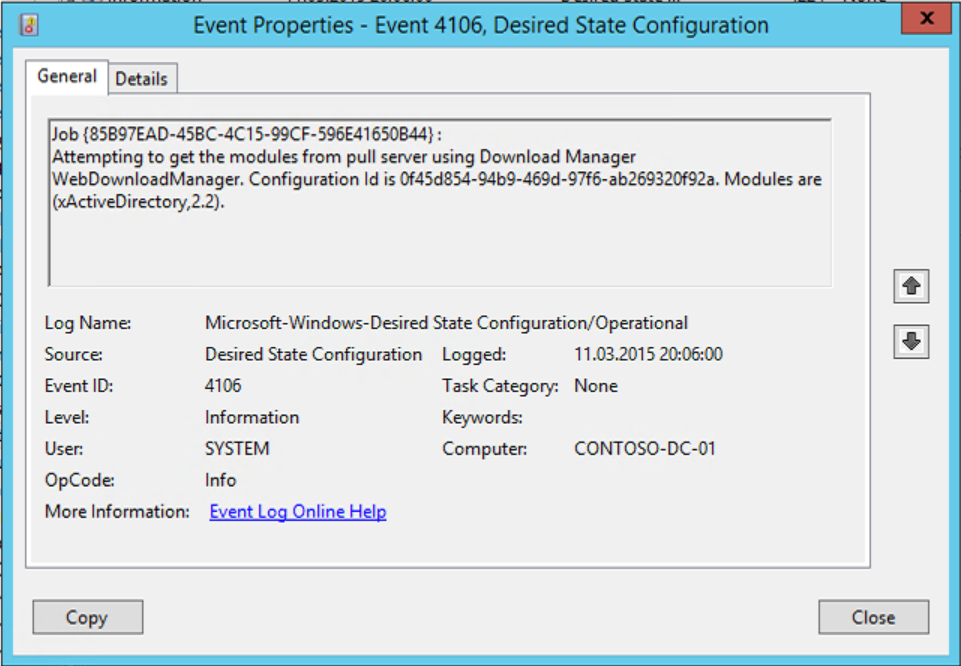 Event Properties - Event 4106, Desired State Configuration
General
Details
Job {85B97EAD-45BC-4C15-99CF-596E41650B44} :
Attempting to get the modules from pull server using Download Manager
WebDownloadManager. Configuration Id is 0f45d854-94b9-469d-97f6-ab269320f92a. Modules are
(xActiveDirectory,2.2).
Log Name: Microsoft-Windows-Desired State Configuration/Operational
Source: Desired State Configuration Logged: 11.03.2015 20:06:00
Event ID: 4106 Task Category: None
Level: Information Keywords:
User: SYSTEM Computer: CONTOSO-DC-01
OpCode: Info
More Information: Event Log Online Help
Copy
Close